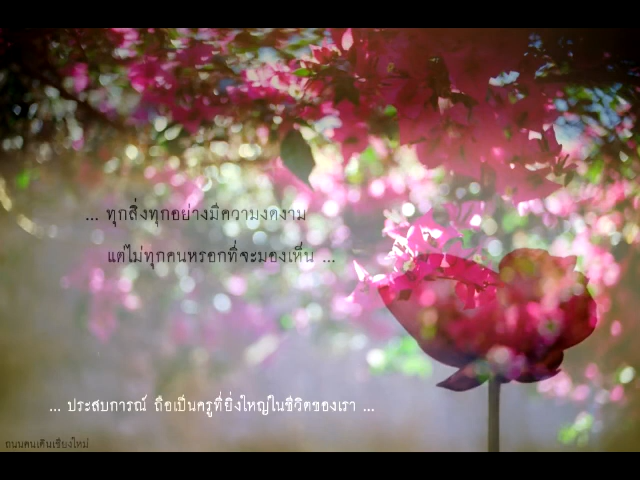 ... ทุกสิ่งทุกอย่างมีความงดงาม
แต่ไม่ทุกคนหรอกที่จะมองเห็น ...
... ประสบการณ์ ถือเป็นครูที่ยิ่งใหญ่ในชีวิตของเรา ...
ถนนคนเดินเชียงใหม่